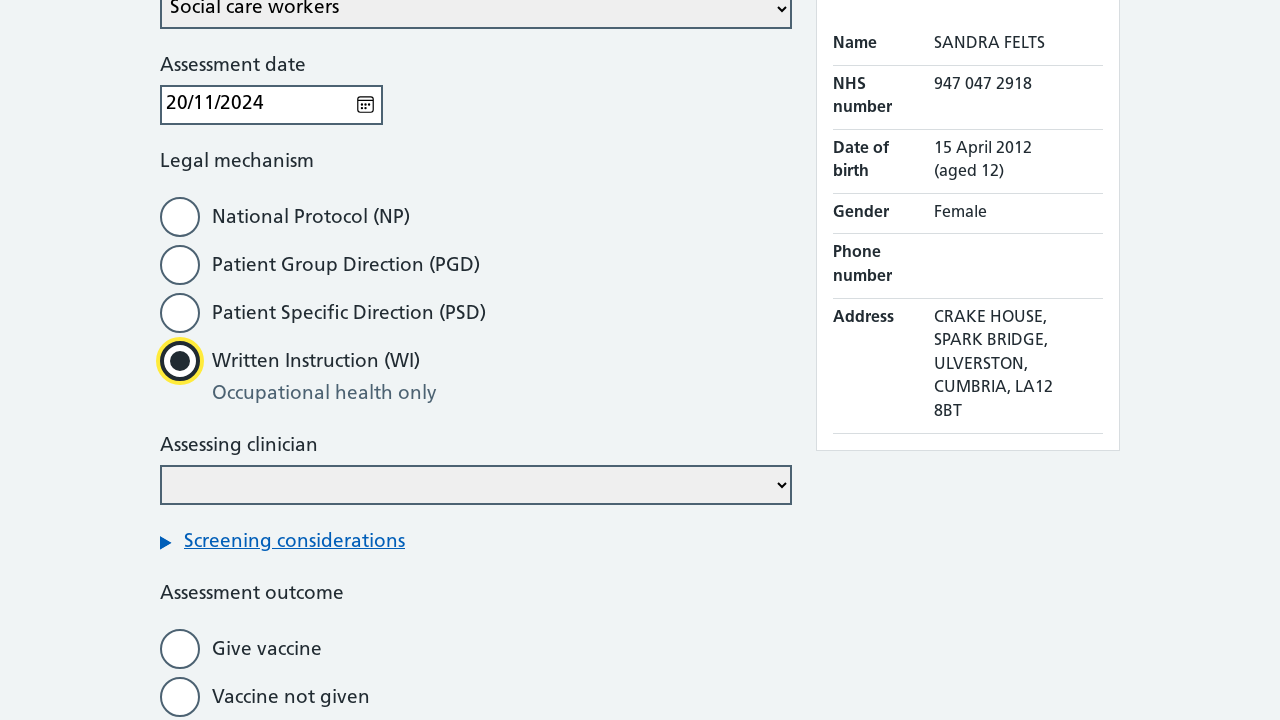 Social care workers
Assessment date
20/11/2024
Legal mechanism
National Protocol (NP)
Patient Group Direction (PGD)
Patient Specific Direction (PSD)
Written Instruction (WI)
Occupational health only
Assessing clinician
Screening considerations
Assessment outcome
Give vaccine
Vaccine not given
Name SANDRA FELTS
NHS number 947 047 2918
Date of birth 15 April 2012 (aged 12)
Gender Female
Phone number
Address CRAKE HOUSE,
SPARK BRIDGE,
ULVERSTON,
CUMBRIA, LA12
8BT